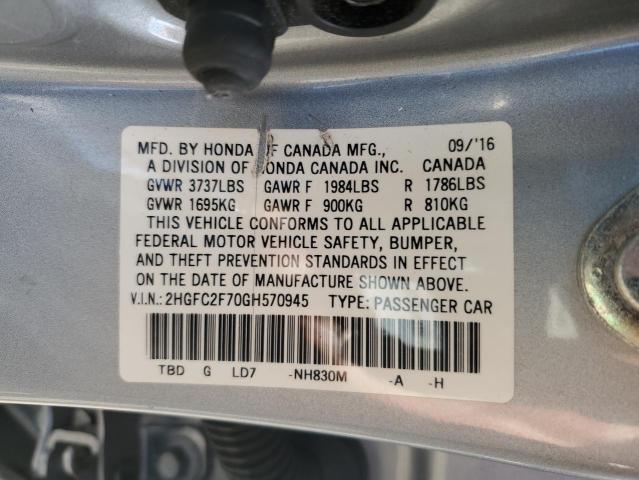 MFD. BY HONDA OF CANADA MFG., 09/'16
A DIVISION OF HONDA CANADA INC. CANADA
GVWR 3737LBS GAWR F 1984LBS R 1786LBS
GVWR 1695KG GAWR F 900KG R 810KG
THIS VEHICLE CONFORMS TO ALL APPLICABLE
FEDERAL MOTOR VEHICLE SAFETY, BUMPER,
AND THEFT PREVENTION STANDARDS IN EFFECT
ON THE DATE OF MANUFACTURE SHOWN ABOVE.
V.I.N.: 2HGFC2F70GH570945 TYPE: PASSENGER CAR
TBD G LD7 -NH830M -A -H